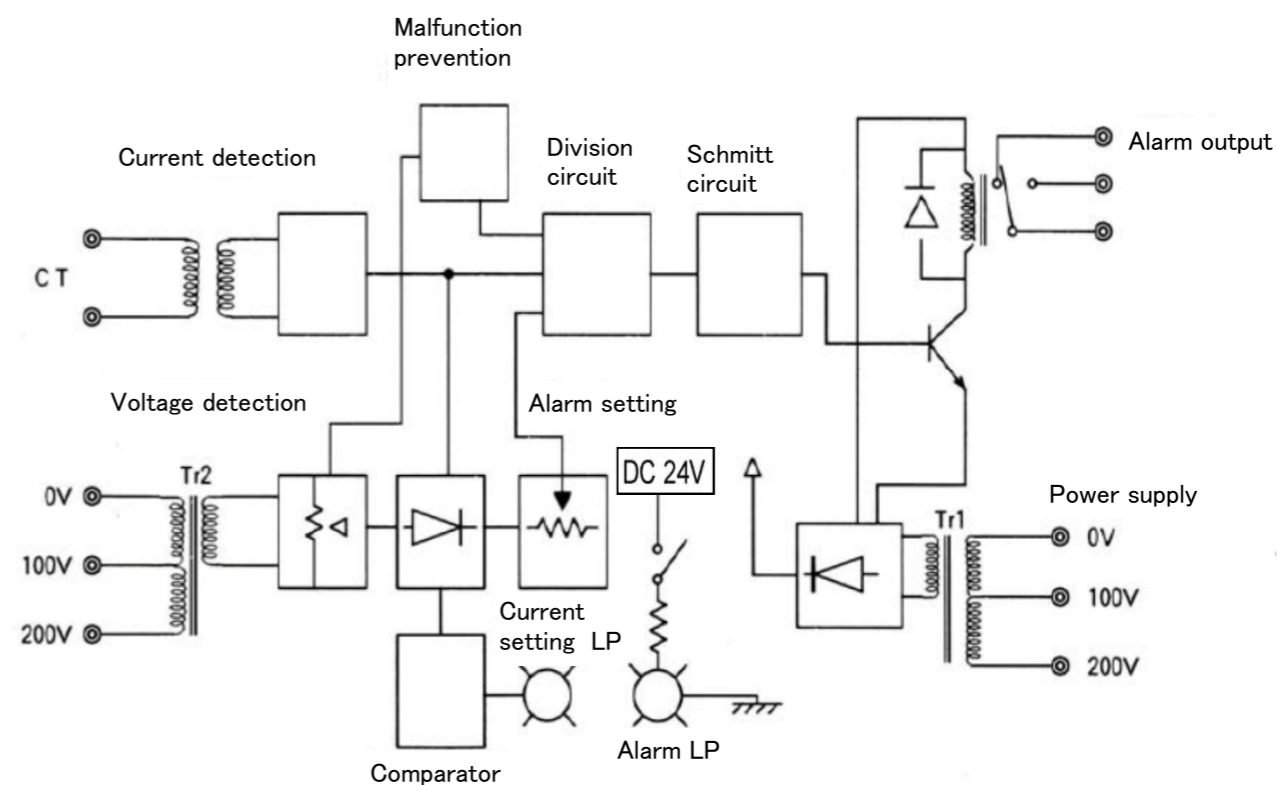 Malfunction
prevention
Current detection
Division
circuit
Schmitt
circuit
Alarm output
CT
Voltage detection
Alarm setting
Tr2
DC 24V
Power supply
0V
Tr1
0V
100V
100V
200V
200V
Current
setting LP
Alarm LP
Comparator